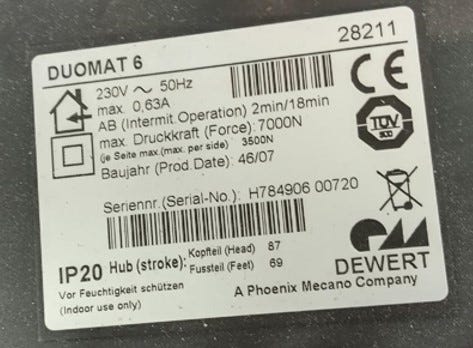 DUOMAT 6 28211
230V ~ 50Hz
max. 0,63A
AB (Intermit.Operation) 2min/18min
max. Druckkraft (Force): 7000N
(je Seite max.(max. per side) 3500N
Baujahr (Prod.Date): 46/07
CE
TÜV
Seriennr.(Serial-No.): H784906 00720
IP20 Hub (stroke): Kopfteil (Head) 87
Fussteil (Feet) 69
Vor Feuchtigkeit schützen
(Indoor use only)
DEWERT
A Phoenix Mecano Company